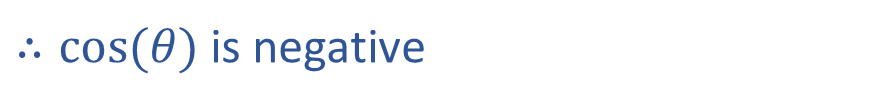 ∴ cos(θ) is negative